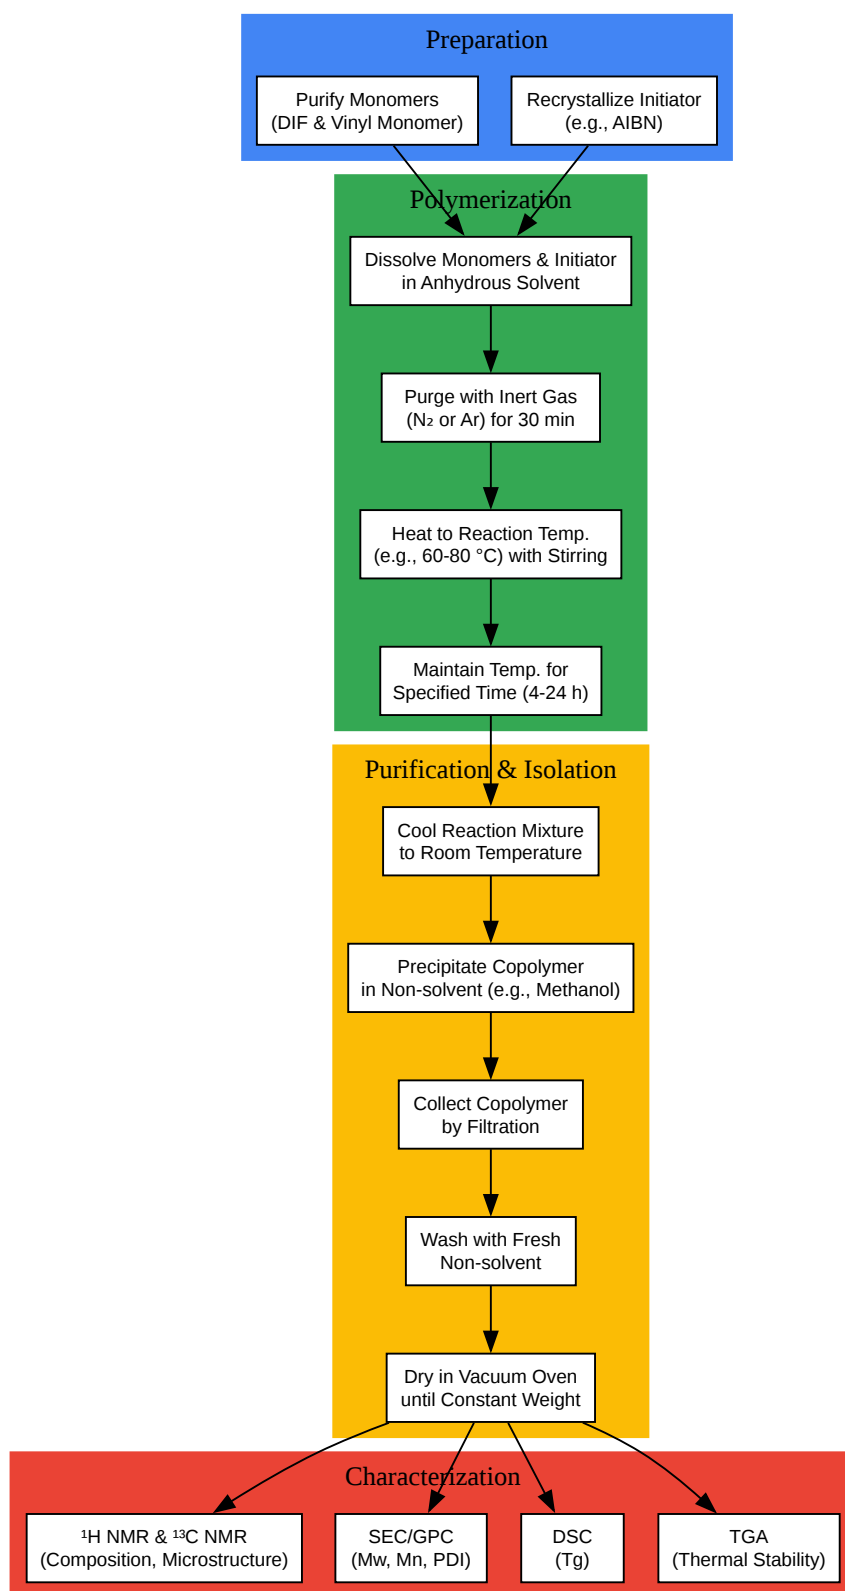 Preparation
Purify Monomers
(DIF & Vinyl Monomer)
Recrystallize Initiator
(e.g., AIBN)
Polymerization
Dissolve Monomers & Initiator
in Anhydrous Solvent
Purge with Inert Gas
(N₂ or Ar) for 30 min
Heat to Reaction Temp.
(e.g., 60-80 °C) with Stirring
Maintain Temp. for
Specified Time (4-24 h)
Purification & Isolation
Cool Reaction Mixture
to Room Temperature
Precipitate Copolymer
in Non-solvent (e.g., Methanol)
Collect Copolymer
by Filtration
Wash with Fresh
Non-solvent
Dry in Vacuum Oven
until Constant Weight
Characterization
¹H NMR & ¹³C NMR
(Composition, Microstructure)
SEC/GPC
(Mw, Mn, PDI)
DSC
(Tg)
TGA
(Thermal Stability)